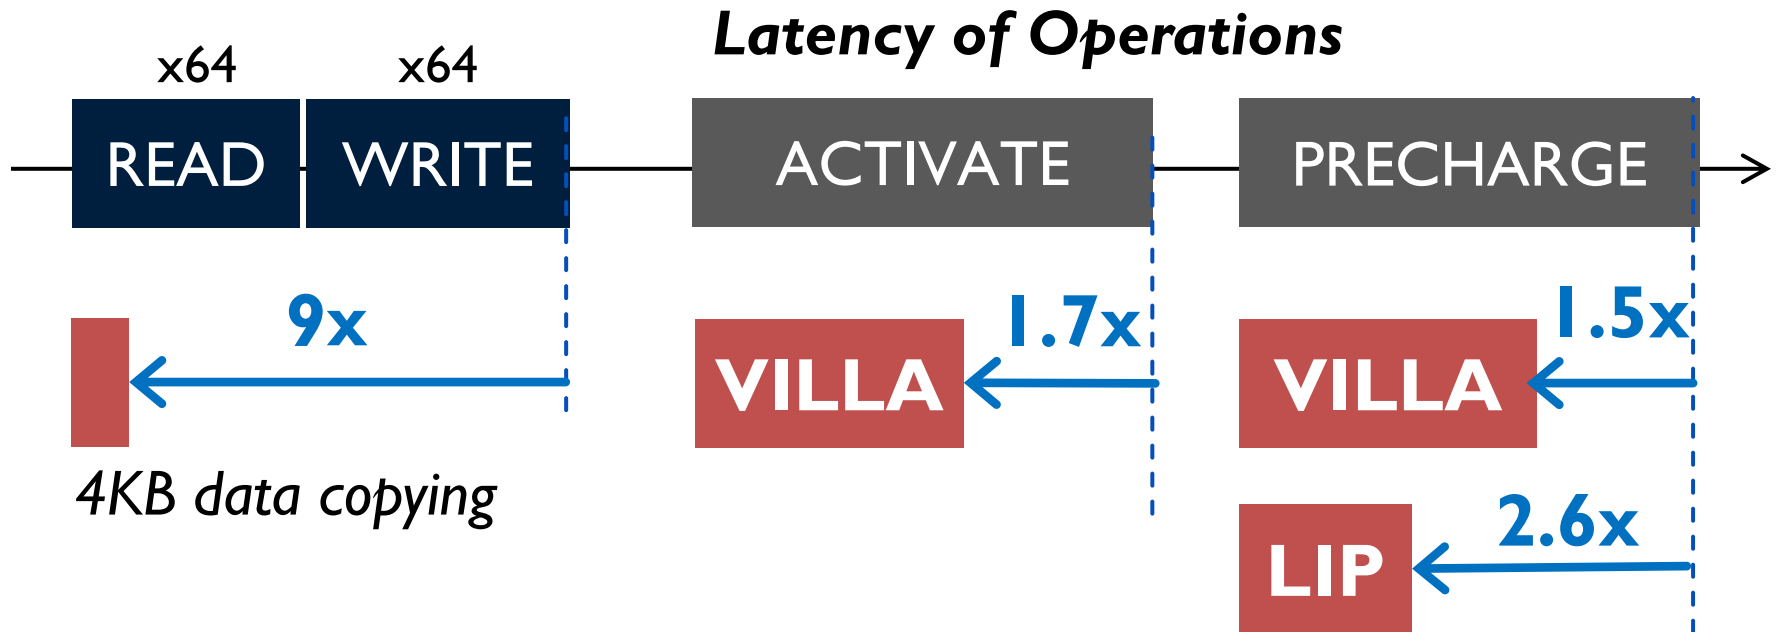 Latency of Operations
x64 x64
READ WRITE ACTIVATE PRECHARGE
9x 1.7x 1.5x
VILLA VILLA
4KB data copying
2.6x
LIP